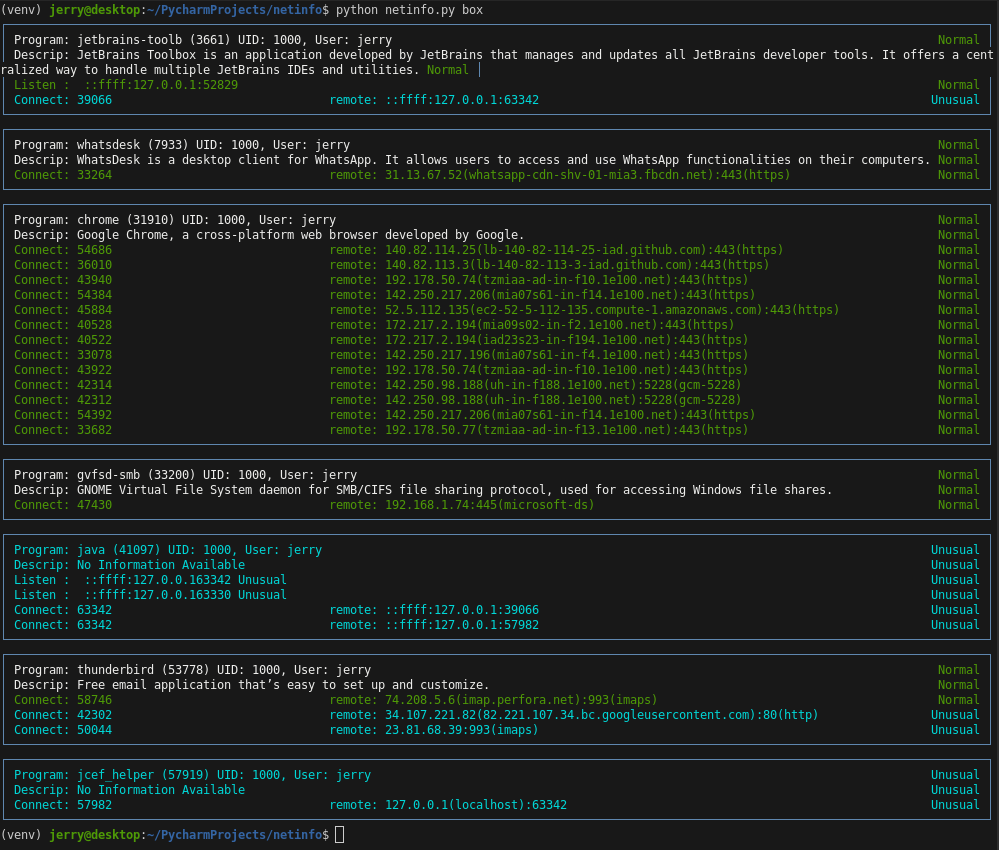 (venv) jerry@desktop:~/PycharmProjects/netinfo$ python netinfo.py box
Program: jetbrains-toolb (3661) UID: 1000, User: jerry Normal
Descrip: JetBrains Toolbox is an application developed by JetBrains that manages and updates all JetBrains developer tools. It offers a cent
ralized way to handle multiple JetBrains IDEs and utilities. Normal
Listen :  ::ffff:127.0.0.1:52829 Normal
Connect: 39066 remote: ::ffff:127.0.0.1:63342 Unusual
Program: whatsdesk (7933) UID: 1000, User: jerry Normal
Descrip: WhatsDesk is a desktop client for WhatsApp. It allows users to access and use WhatsApp functionalities on their computers. Normal
Connect: 33264 remote: 31.13.67.52(whatsapp-cdn-shv-01-mia3.fbcdn.net):443(https) Normal
Program: chrome (31910) UID: 1000, User: jerry Normal
Descrip: Google Chrome, a cross-platform web browser developed by Google. Normal
Connect: 54686 remote: 140.82.114.25(lb-140-82-114-25-iad.github.com):443(https) Normal
Connect: 36010 remote: 140.82.113.3(lb-140-82-113-3-iad.github.com):443(https) Normal
Connect: 43940 remote: 192.178.50.74(tzmiaa-ad-in-f10.1e100.net):443(https) Normal
Connect: 54384 remote: 142.250.217.206(mia07s61-in-f14.1e100.net):443(https) Normal
Connect: 45884 remote: 52.5.112.135(ec2-52-5-112-135.compute-1.amazonaws.com):443(https) Normal
Connect: 40528 remote: 172.217.2.194(mia09s02-in-f2.1e100.net):443(https) Normal
Connect: 40522 remote: 172.217.2.194(iad23s23-in-f194.1e100.net):443(https) Normal
Connect: 33078 remote: 142.250.217.196(mia07s61-in-f4.1e100.net):443(https) Normal
Connect: 43922 remote: 192.178.50.74(tzmiaa-ad-in-f10.1e100.net):443(https) Normal
Connect: 42314 remote: 142.250.98.188(uh-in-f188.1e100.net):5228(gcm-5228) Normal
Connect: 42312 remote: 142.250.98.188(uh-in-f188.1e100.net):5228(gcm-5228) Normal
Connect: 54392 remote: 142.250.217.206(mia07s61-in-f14.1e100.net):443(https) Normal
Connect: 33682 remote: 192.178.50.77(tzmiaa-ad-in-f13.1e100.net):443(https) Normal
Program: gvfsd-smb (33200) UID: 1000, User: jerry Normal
Descrip: GNOME Virtual File System daemon for SMB/CIFS file sharing protocol, used for accessing Windows file shares. Normal
Connect: 47430 remote: 192.168.1.74:445(microsoft-ds) Normal
Program: java (41097) UID: 1000, User: jerry Unusual
Descrip: No Information Available Unusual
Listen :  ::ffff:127.0.0.163342 Unusual Unusual
Listen :  ::ffff:127.0.0.163330 Unusual Unusual
Connect: 63342 remote: ::ffff:127.0.0.1:39066 Unusual
Connect: 63342 remote: ::ffff:127.0.0.1:57982 Unusual
Program: thunderbird (53778) UID: 1000, User: jerry Normal
Descrip: Free email application that’s easy to set up and customize. Normal
Connect: 58746 remote: 74.208.5.6(imap.perfora.net):993(imaps) Normal
Connect: 42302 remote: 34.107.221.82(82.221.107.34.bc.googleusercontent.com):80(http) Unusual
Connect: 50044 remote: 23.81.68.39:993(imaps) Unusual
Program: jcef_helper (57919) UID: 1000, User: jerry Unusual
Descrip: No Information Available Unusual
Connect: 57982 remote: 127.0.0.1(localhost):63342 Unusual
(venv) jerry@desktop:~/PycharmProjects/netinfo$